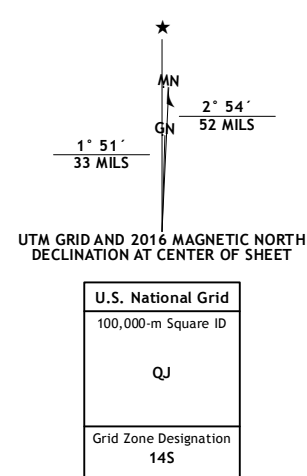 ★
MN
GN
2° 54´
52 MILS
1° 51´
33 MILS
UTM GRID AND 2016 MAGNETIC NORTH
DECLINATION AT CENTER OF SHEET
U.S. National Grid
100,000-m Square ID
QJ
Grid Zone Designation
14S